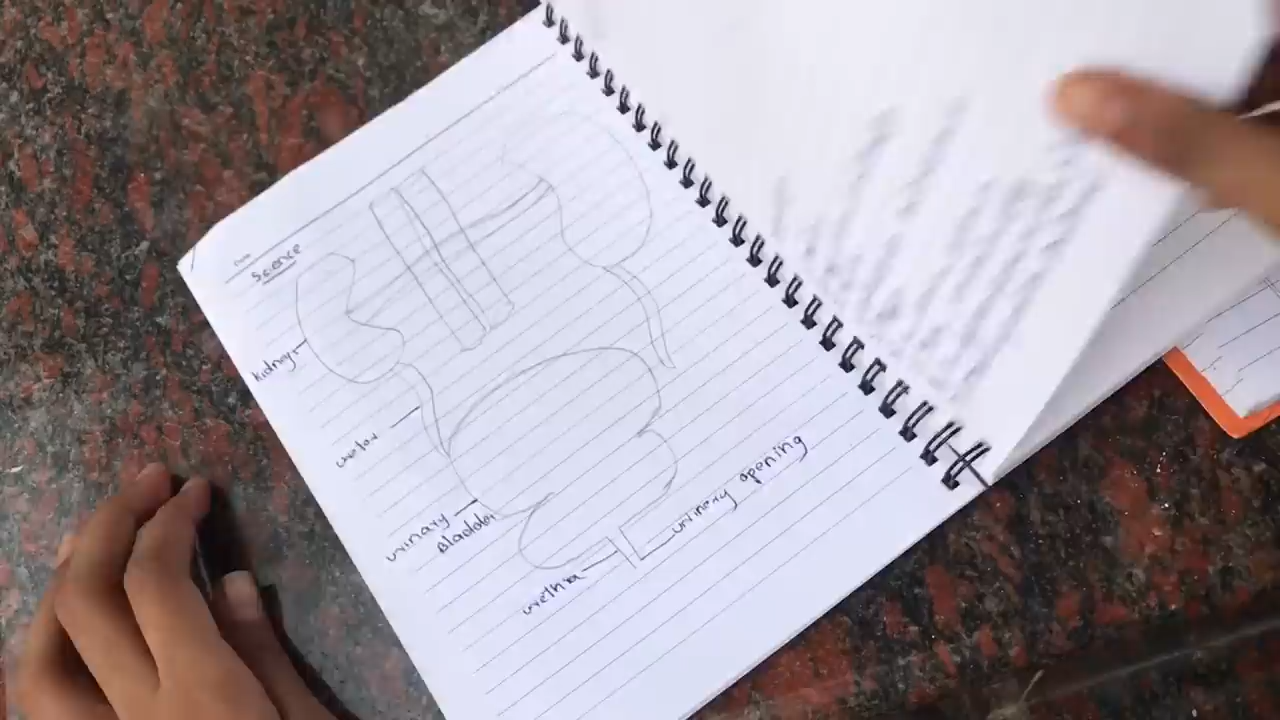 Science
kidneys
ureter
urinary
Bladder
urethra
urinary opening